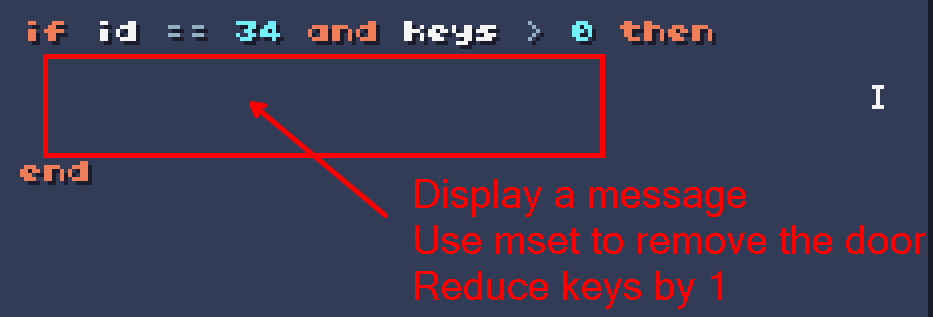 if id == 34 and keys > 0 then
end
Display a message
Use mset to remove the door
Reduce keys by 1